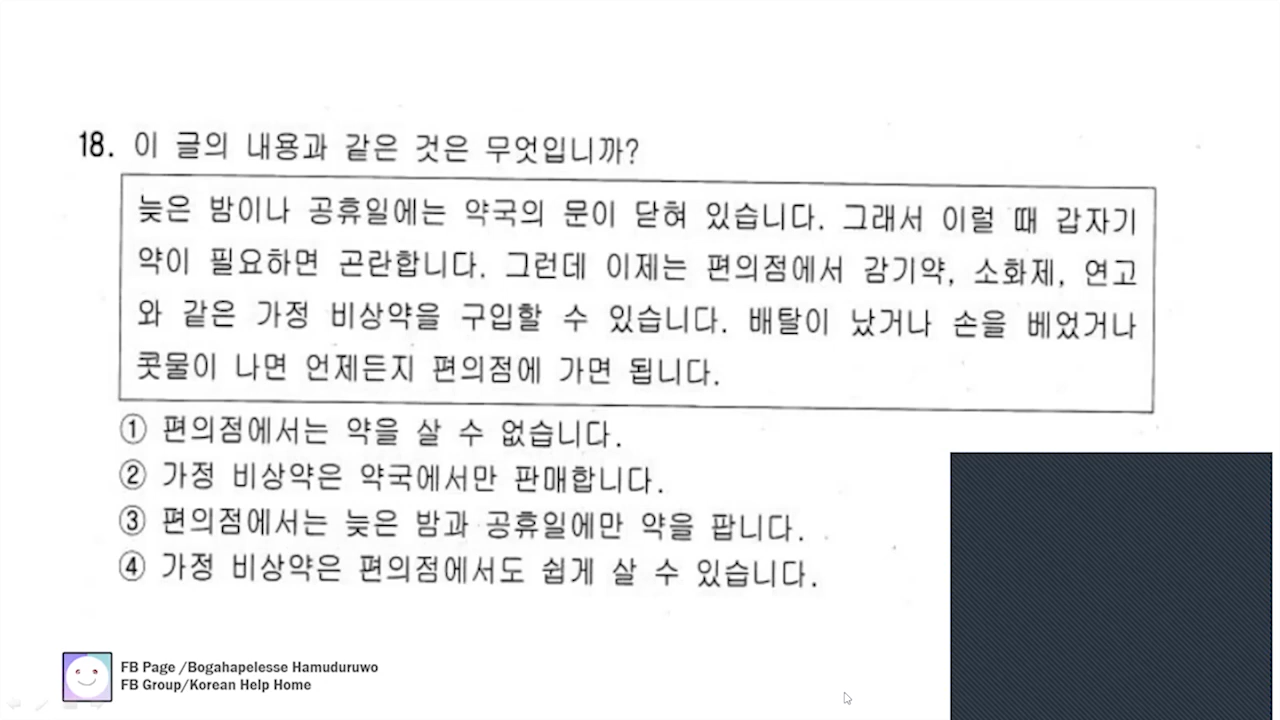 18. 이 글의 내용과 같은 것은 무엇입니까?
늦은 밤이나 공휴일에는 약국의 문이 닫혀 있습니다. 그래서 이럴 때 갑자기
약이 필요하면 곤란합니다. 그런데 이제는 편의점에서 감기약, 소화제, 연고
와 같은 가정 비상약을 구입할 수 있습니다. 배탈이 났거나 손을 베었거나
콧물이 나면 언제든지 편의점에 가면 됩니다.
① 편의점에서는 약을 살 수 없습니다.
② 가정 비상약은 약국에서만 판매합니다.
③ 편의점에서는 늦은 밤과 공휴일에만 약을 팝니다.
④ 가정 비상약은 편의점에서도 쉽게 살 수 있습니다.
FB Page /Bogahapelesse Hamuduruwo
FB Group/Korean Help Home